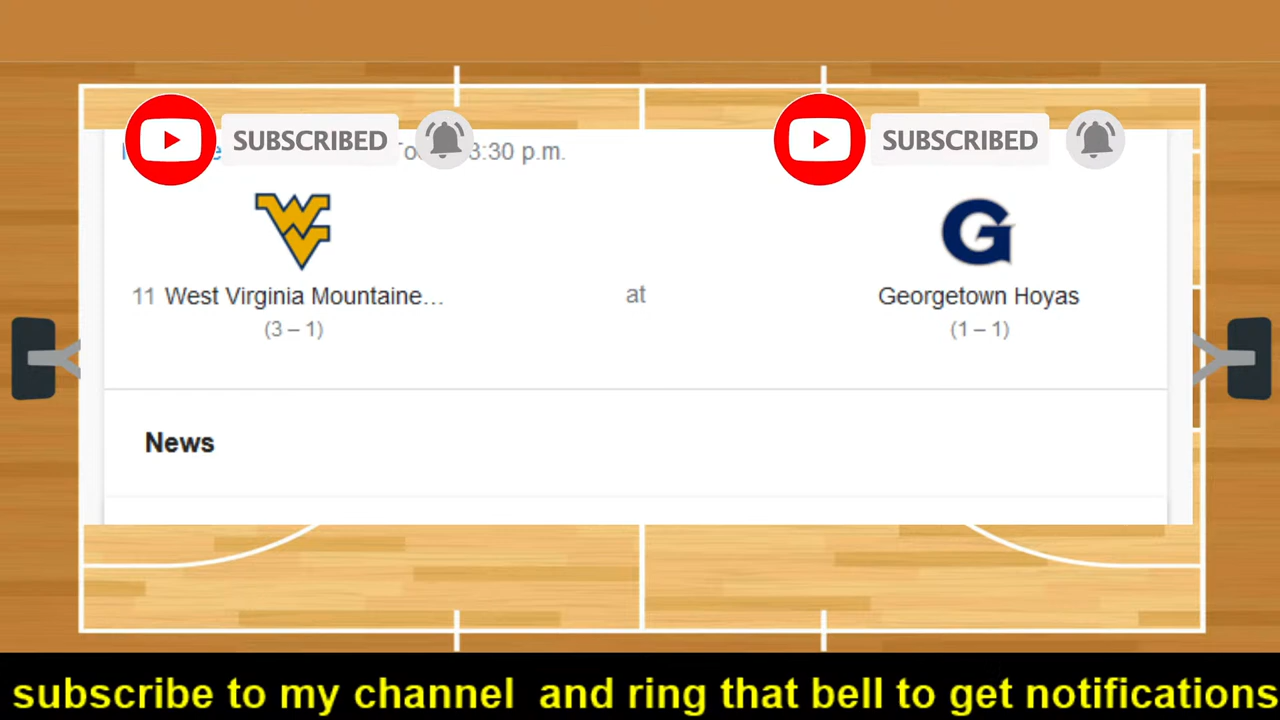 SUBSCRIBED
SUBSCRIBED
3:30 p.m.
11 West Virginia Mountaine...
(3 – 1)
at
Georgetown Hoyas
(1 – 1)
News
subscribe to my channel and ring that bell to get notifications